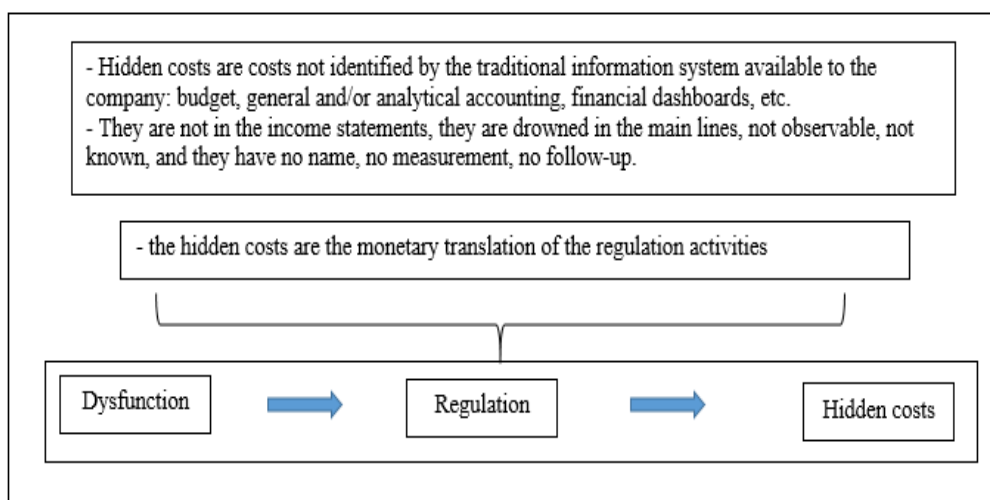 - Hidden costs are costs not identified by the traditional information system available to the
company: budget, general and/or analytical accounting, financial dashboards, etc.
- They are not in the income statements, they are drowned in the main lines, not observable, not
known, and they have no name, no measurement, no follow-up.
- the hidden costs are the monetary translation of the regulation activities
Dysfunction
Regulation
Hidden costs